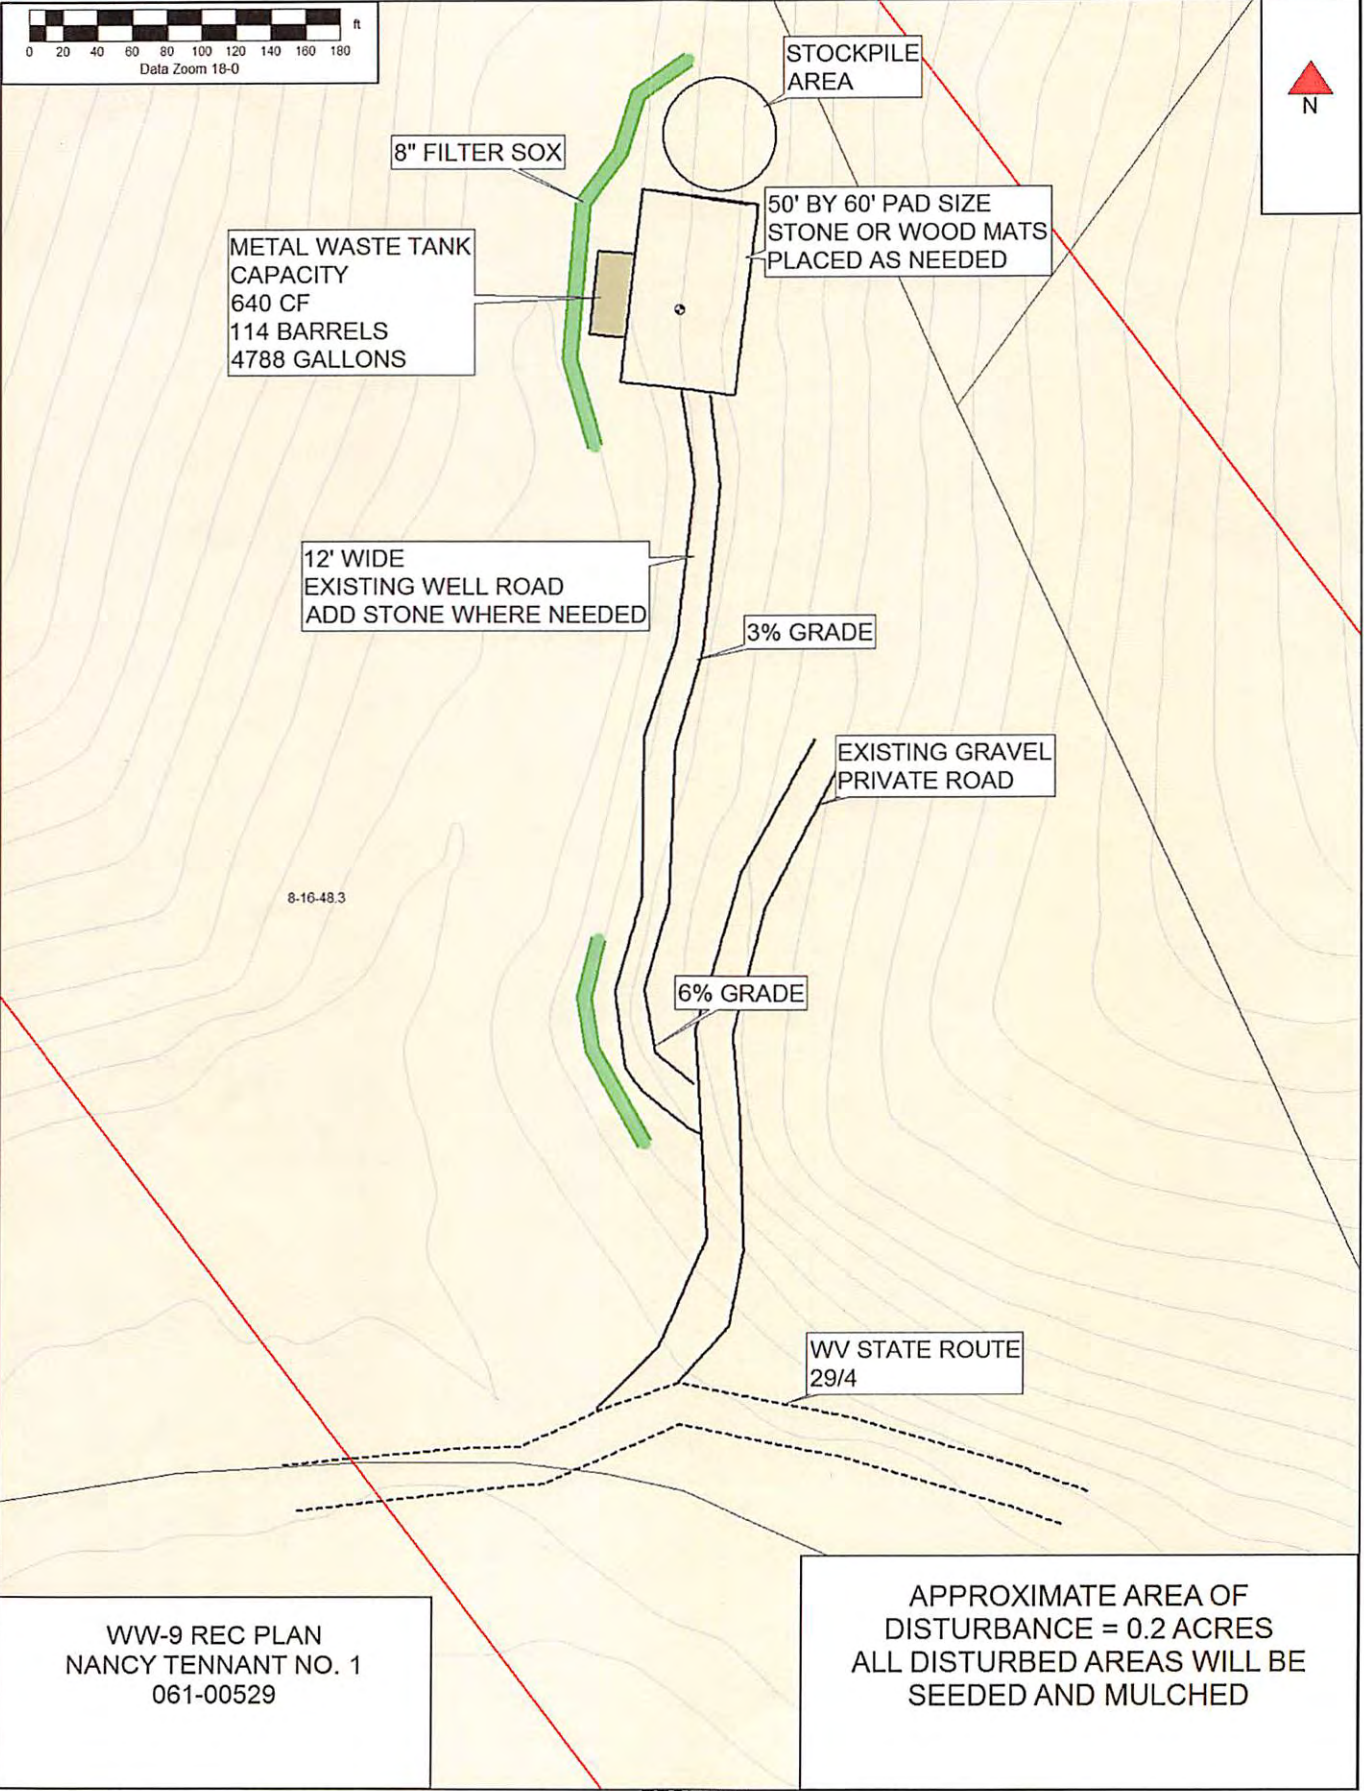 ft
0 20 40 60 80 100 120 140 160 180
Data Zoom 18-0
N
STOCKPILE
AREA
8" FILTER SOX
50' BY 60' PAD SIZE
STONE OR WOOD MATS
PLACED AS NEEDED
METAL WASTE TANK
CAPACITY
640 CF
114 BARRELS
4788 GALLONS
12' WIDE
EXISTING WELL ROAD
ADD STONE WHERE NEEDED
3% GRADE
EXISTING GRAVEL
PRIVATE ROAD
8-16-48.3
6% GRADE
WV STATE ROUTE
29/4
WW-9 REC PLAN
NANCY TENNANT NO. 1
061-00529
APPROXIMATE AREA OF
DISTURBANCE = 0.2 ACRES
ALL DISTURBED AREAS WILL BE
SEEDED AND MULCHED